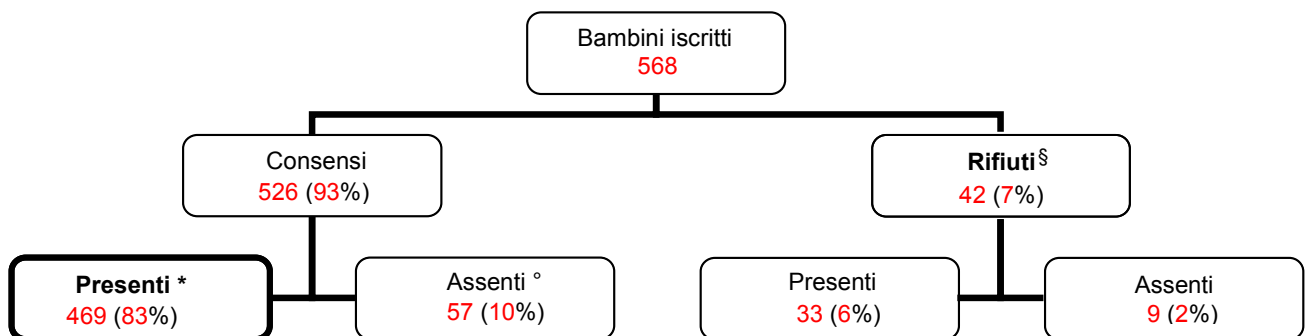 Bambini iscritti
568
Consensi
526 (93%)
Rifiuti §
42 (7%)
Presenti *
469 (83%)
Assenti °
57 (10%)
Presenti
33 (6%)
Assenti
9 (2%)